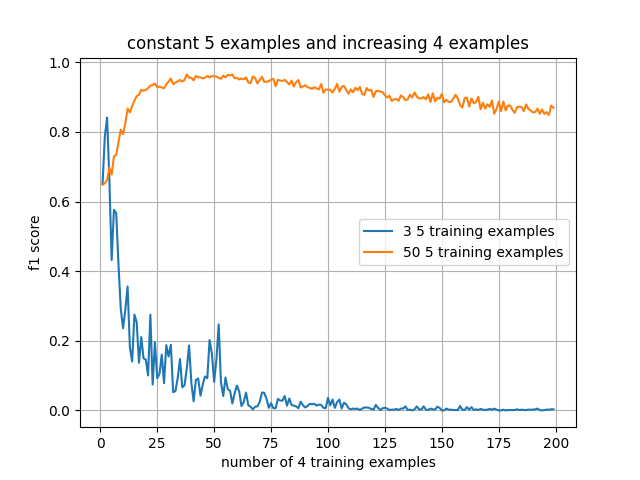 constant 5 examples and increasing 4 examples
f1 score
1.0
0.8
0.6
0.4
0.2
0.0
3 5 training examples
50 5 training examples
0 25 50 75 100 125 150 175 200
number of 4 training examples